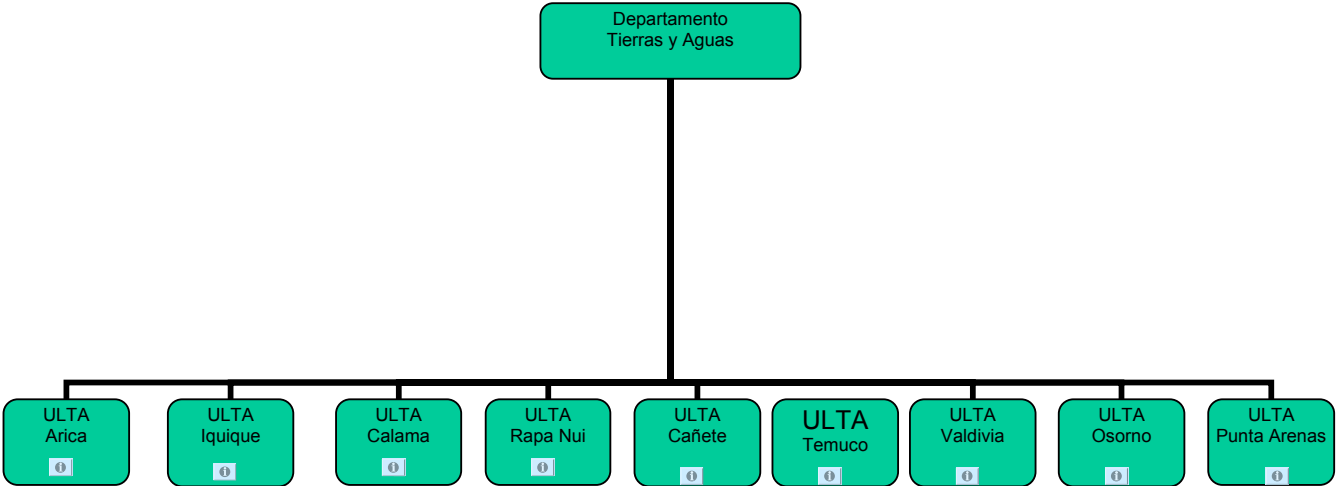 Departamento
Tierras y Aguas
ULTA
Arica
ULTA
Iquique
ULTA
Calama
ULTA
Rapa Nui
ULTA
Cañete
ULTA
Temuco
ULTA
Valdivia
ULTA
Osorno
ULTA
Punta Arenas